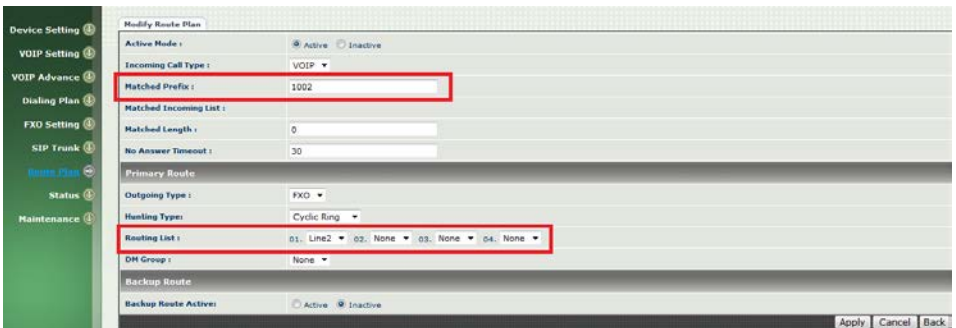 Device Setting
VOIP Setting
VOIP Advance
Dialing Plan
FXO Setting
SIP Trunk
Route Plan
Status
Maintenance
Modify Route Plan
Active Mode : Active Inactive
Incoming Call Type : VOIP
Matched Prefix : 1002
Matched Incoming List :
Matched Length : 0
No Answer Timeout : 30
Primary Route
Outgoing Type : FXO
Hunting Type: Cyclic Ring
Routing List : 01. Line2 02. None 03. None 04. None
DM Group : None
Backup Route
Backup Route Active: Active Inactive
Apply Cancel Back